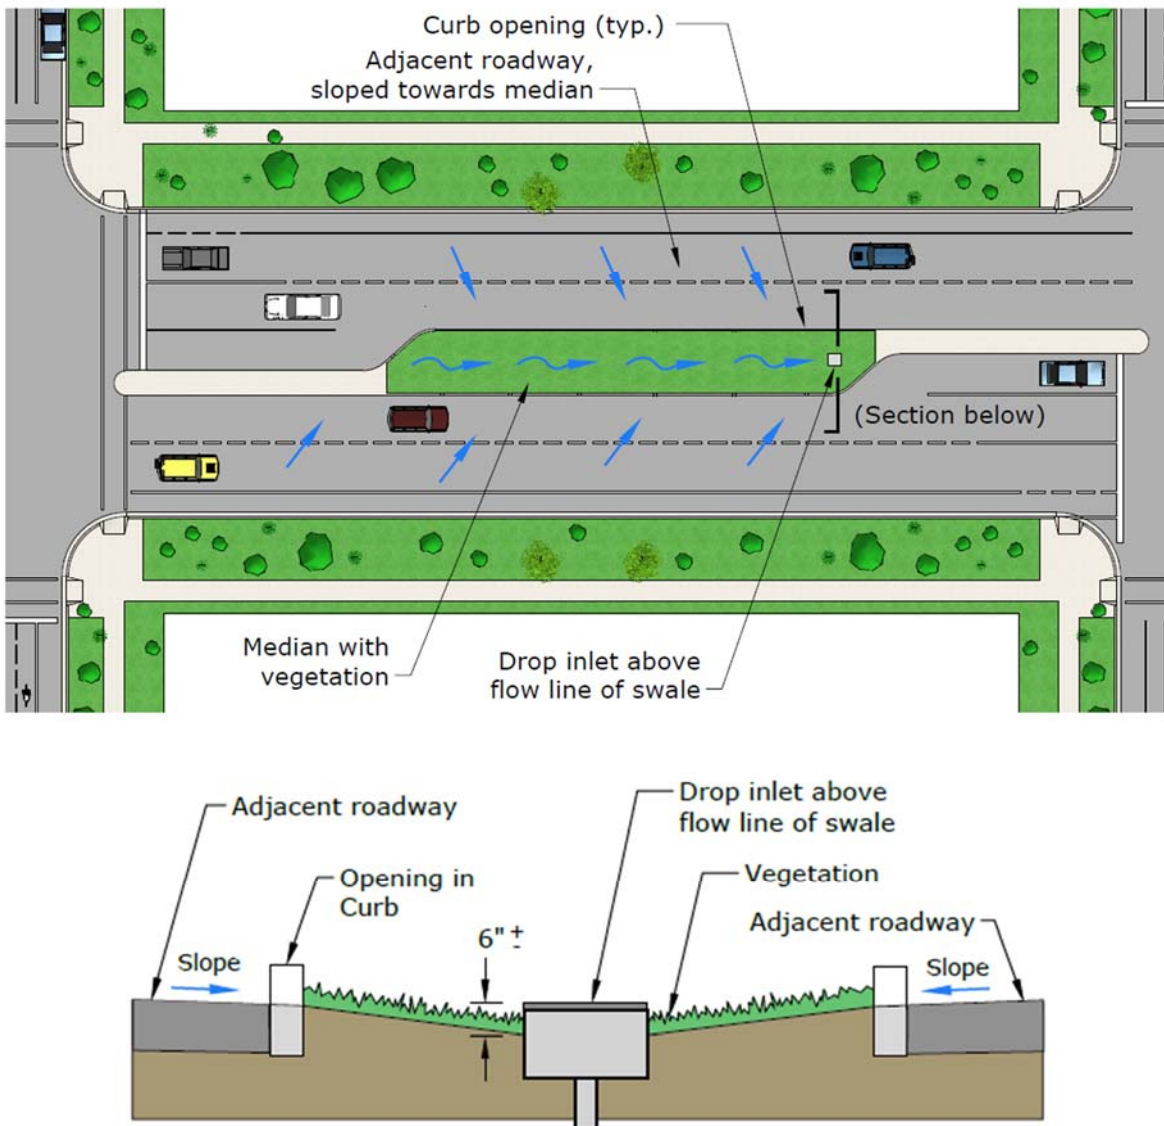 Curb opening (typ.)
Adjacent roadway,
sloped towards median
(Section below)
Median with
vegetation
Drop inlet above
flow line of swale
Adjacent roadway
Drop inlet above
flow line of swale
Opening in
Curb
Vegetation
Adjacent roadway
6" ±
Slope
Slope